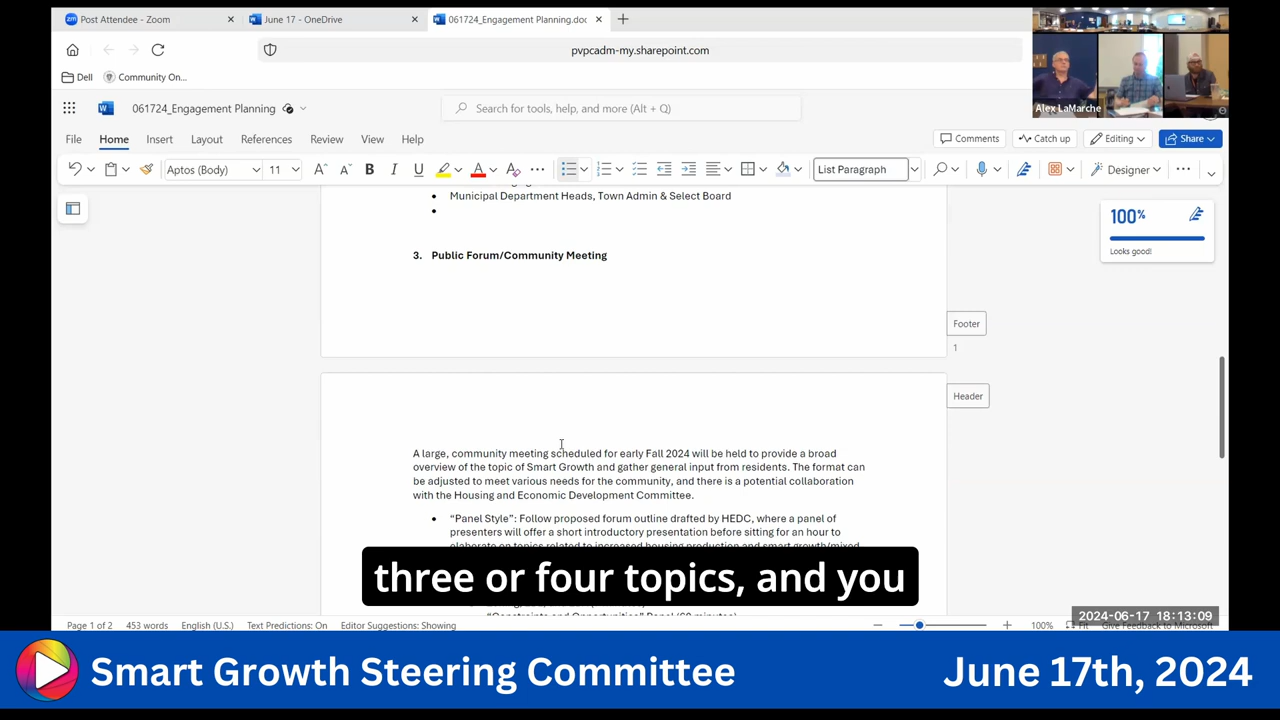 Post Attendee - Zoom
June 17 - OneDrive
061724_Engagement Planning.doc
pvpcadm-my.sharepoint.com
Dell
Community On...
Alex LaMarche
061724_Engagement Planning
Search for tools, help, and more (Alt + Q)
File Home Insert Layout References Review View Help
Comments Catch up Editing Share
Aptos (Body) 11 A A B I U A List Paragraph Designer
Municipal Department Heads, Town Admin & Select Board
100%
Looks good!
3. Public Forum/Community Meeting
Footer
1
Header
A large, community meeting scheduled for early Fall 2024 will be held to provide a broad
overview of the topic of Smart Growth and gather general input from residents. The format can
be adjusted to meet various needs for the community, and there is a potential collaboration
with the Housing and Economic Development Committee.
"Panel Style": Follow proposed forum outline drafted by HEDC, where a panel of
presenters will offer a short introductory presentation before sitting for an hour to
three or four topics, and you
2024-06-17 18:13:09
Page 1 of 2 453 words English (U.S.) Text Predictions: On Editor Suggestions: Showing 100% Fit Give Feedback to Microsoft
Smart Growth Steering Committee June 17th, 2024